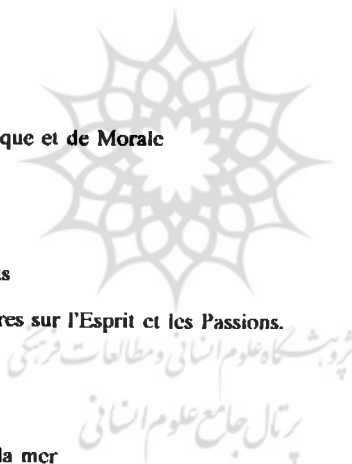 que et de Morale
s
res sur l'Esprit et les Passions.
پژوهشگاه علوم انسانی و مطالعات فرهنگی
پرتال جامع علوم انسانی
la mer